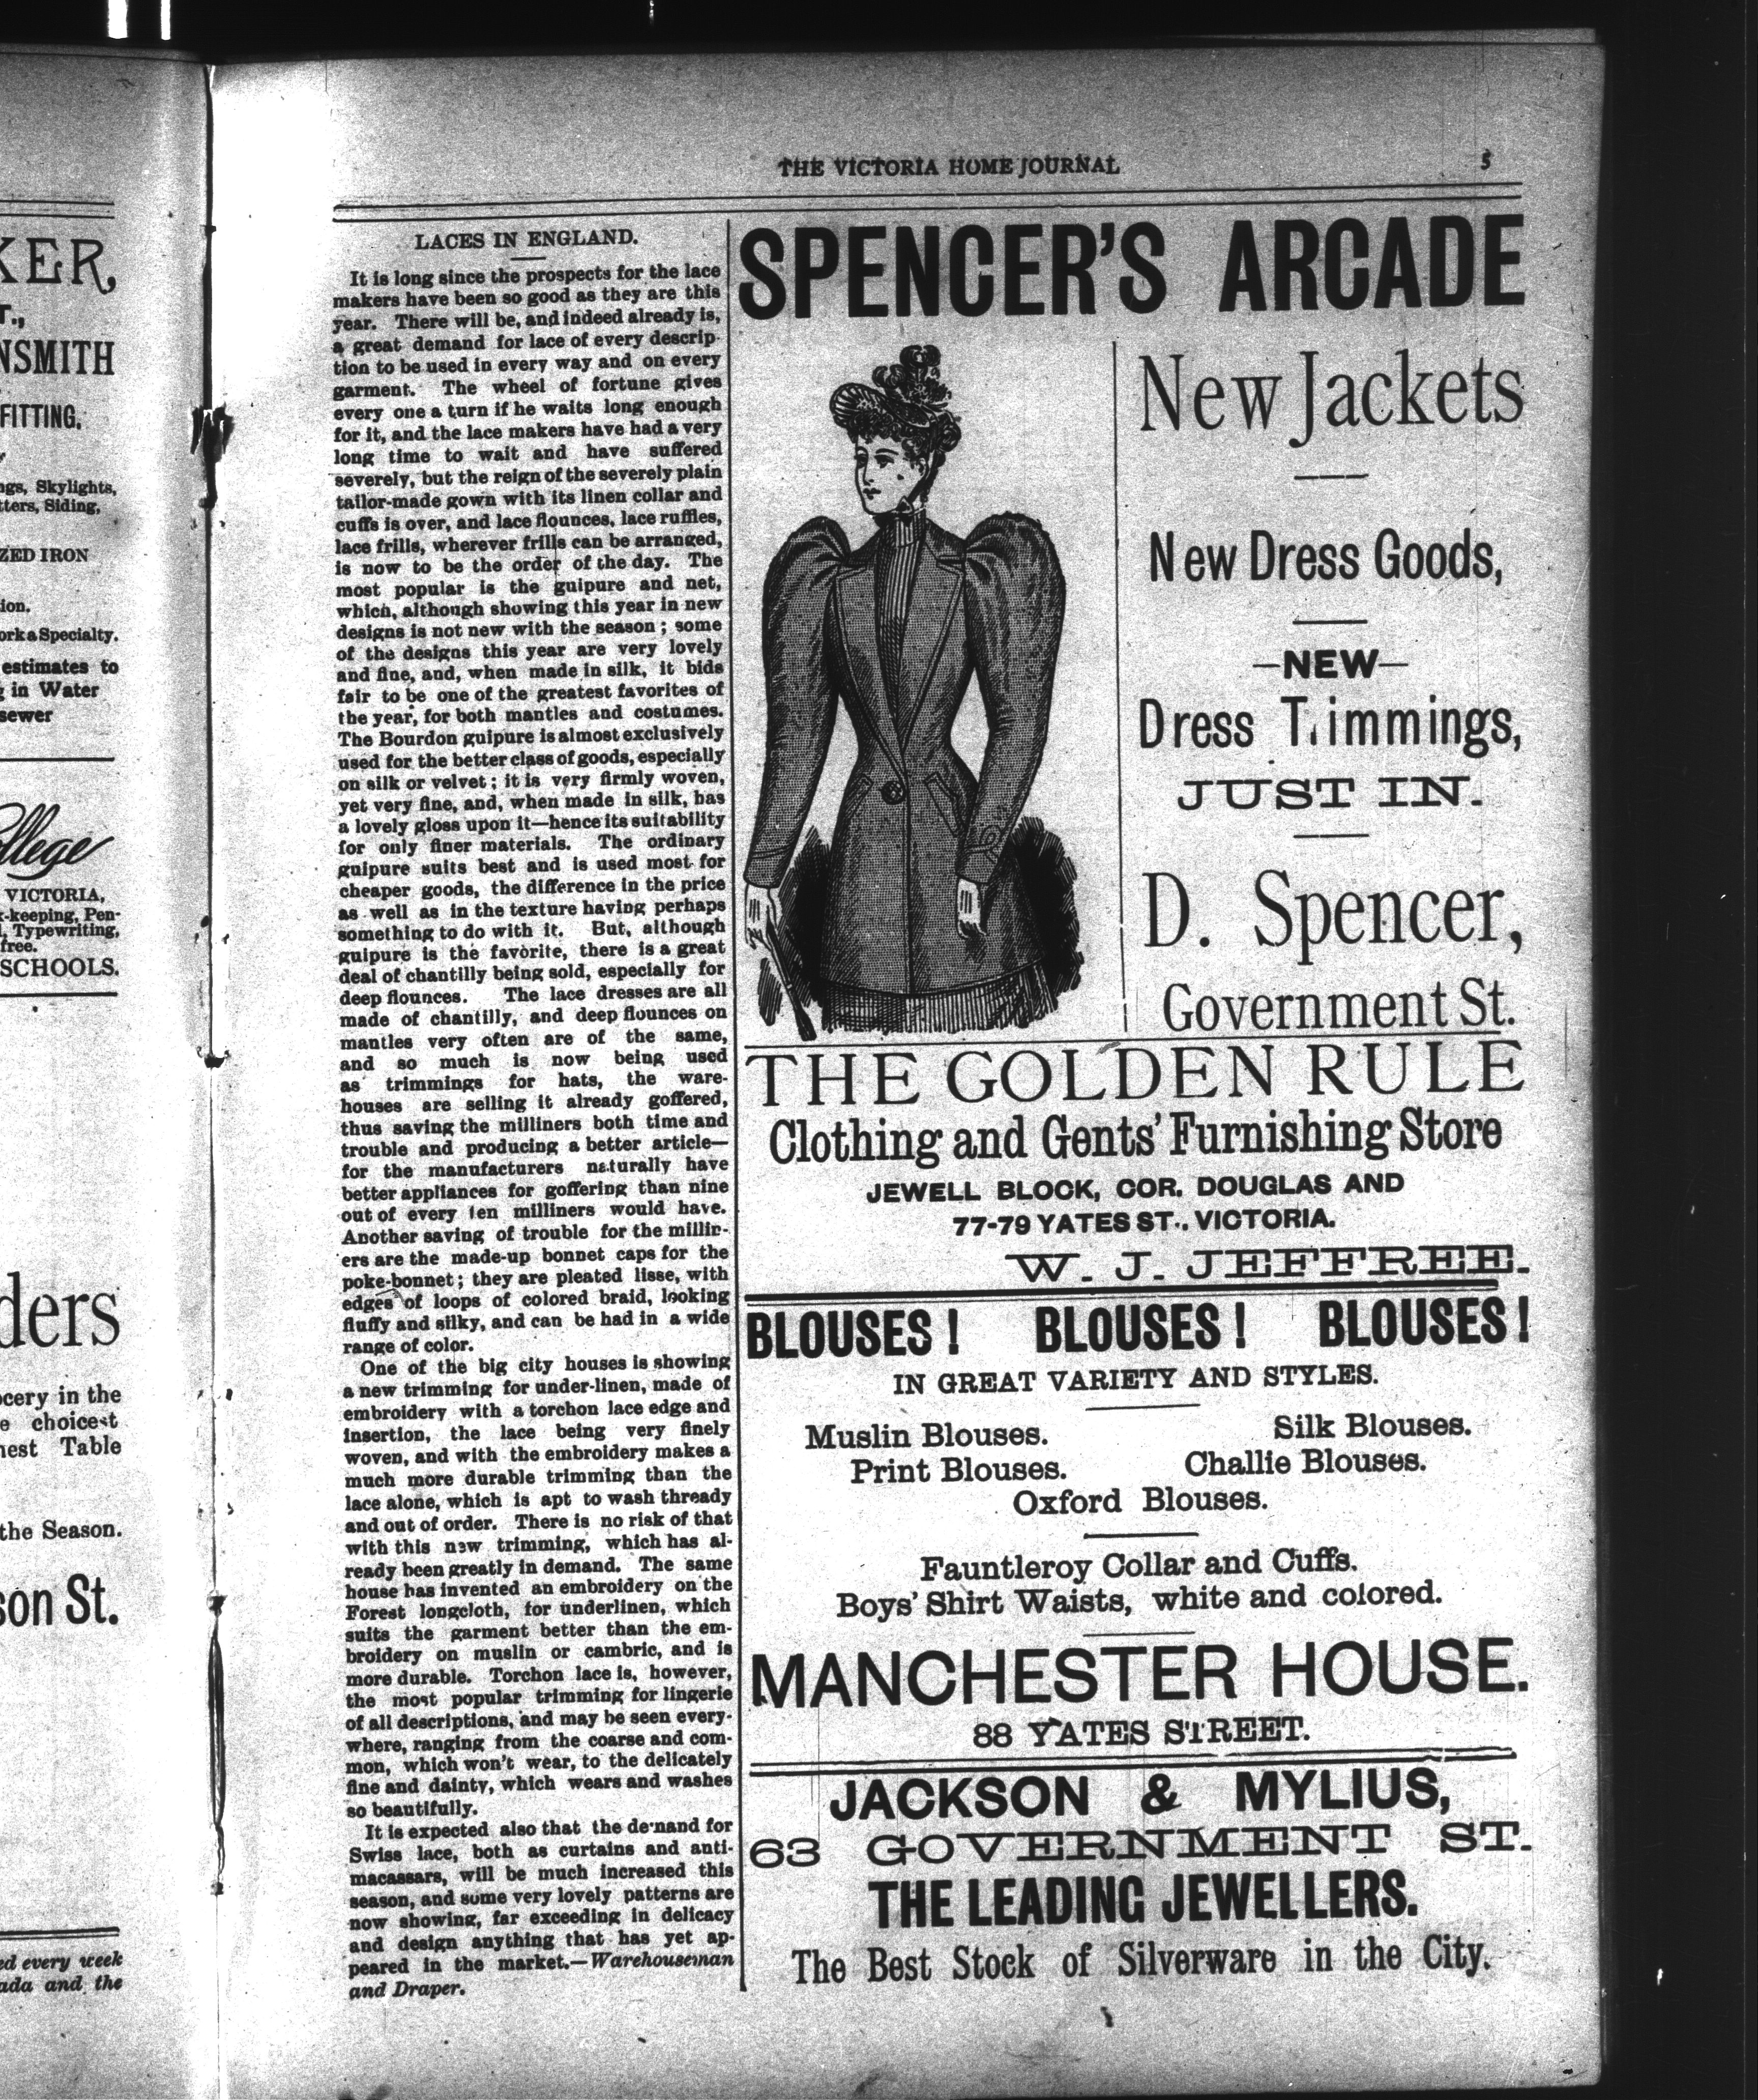 KER,
T.,
NSMITH
FITTING.
ngs, Skylights,
tters, Siding,
ZED IRON
ion.
ork a Specialty.
estimates to
g in Water
sewer
ollege
VICTORIA,
k-keeping, Pen-
l, Typewriting,
free.
SCHOOLS.
ders
ocery in the
e choicest
nest Table
the Season.
son St.
ed every week
ada and the
THE VICTORIA HOME JOURNAL
5
LACES IN ENGLAND.
It is long since the prospects for the lace
makers have been so good as they are this
year. There will be, and indeed already is,
a great demand for lace of every descrip-
tion to be used in every way and on every
garment. The wheel of fortune gives
every one a turn if he waits long enough
for it, and the lace makers have had a very
long time to wait and have suffered
severely, but the reign of the severely plain
tailor-made gown with its linen collar and
cuffs is over, and lace flounces, lace ruffles,
lace frills, wherever frills can be arranged,
is now to be the order of the day. The
most popular is the guipure and net,
which, although showing this year in new
designs is not new with the season; some
of the designs this year are very lovely
and fine, and, when made in silk, it bids
fair to be one of the greatest favorites of
the year, for both mantles and costumes.
The Bourdon guipure is almost exclusively
used for the better class of goods, especially
on silk or velvet; it is very firmly woven,
yet very fine, and, when made in silk, has
a lovely gloss upon it—hence its suitability
for only finer materials. The ordinary
guipure suits best and is used most for
cheaper goods, the difference in the price
as well as in the texture having perhaps
something to do with it. But, although
guipure is the favorite, there is a great
deal of chantilly being sold, especially for
deep flounces. The lace dresses are all
made of chantilly, and deep flounces on
mantles very often are of the same,
and so much is now being used
as trimmings for hats, the ware-
houses are selling it already goffered,
thus saving the milliners both time and
trouble and producing a better article—
for the manufacturers naturally have
better appliances for goffering than nine
out of every ten milliners would have.
Another saving of trouble for the millin-
ers are the made-up bonnet caps for the
poke-bonnet; they are pleated lisse, with
edges of loops of colored braid, looking
fluffy and silky, and can be had in a wide
range of color.
One of the big city houses is showing
a new trimming for under-linen, made of
embroidery with a torchon lace edge and
insertion, the lace being very finely
woven, and with the embroidery makes a
much more durable trimming than the
lace alone, which is apt to wash thready
and out of order. There is no risk of that
with this new trimming, which has al-
ready been greatly in demand. The same
house has invented an embroidery on the
Forest longcloth, for underlinen, which
suits the garment better than the em-
broidery on muslin or cambric, and is
more durable. Torchon lace is, however,
the most popular trimming for lingerie
of all descriptions, and may be seen every-
where, ranging from the coarse and com-
mon, which won't wear, to the delicately
fine and dainty, which wears and washes
so beautifully.
It is expected also that the demand for
Swiss lace, both as curtains and anti-
macassars, will be much increased this
season, and some very lovely patterns are
now showing, far exceeding in delicacy
and design anything that has yet ap-
peared in the market.—Warehouseman
and Draper.
SPENCER'S ARCADE
New Jackets
New Dress Goods,
—NEW—
Dress Trimmings,
JUST IN.
D. Spencer,
Government St.
THE GOLDEN RULE
Clothing and Gents' Furnishing Store
JEWELL BLOCK, COR. DOUGLAS AND
77-79 YATES ST., VICTORIA.
W. J. JEFFREE.
BLOUSES! BLOUSES! BLOUSES!
IN GREAT VARIETY AND STYLES.
Muslin Blouses. Silk Blouses.
Print Blouses. Challie Blouses.
Oxford Blouses.
Fauntleroy Collar and Cuffs.
Boys' Shirt Waists, white and colored.
MANCHESTER HOUSE.
88 YATES STREET.
JACKSON & MYLIUS,
63 GOVERNMENT ST.
THE LEADING JEWELLERS.
The Best Stock of Silverware in the City.